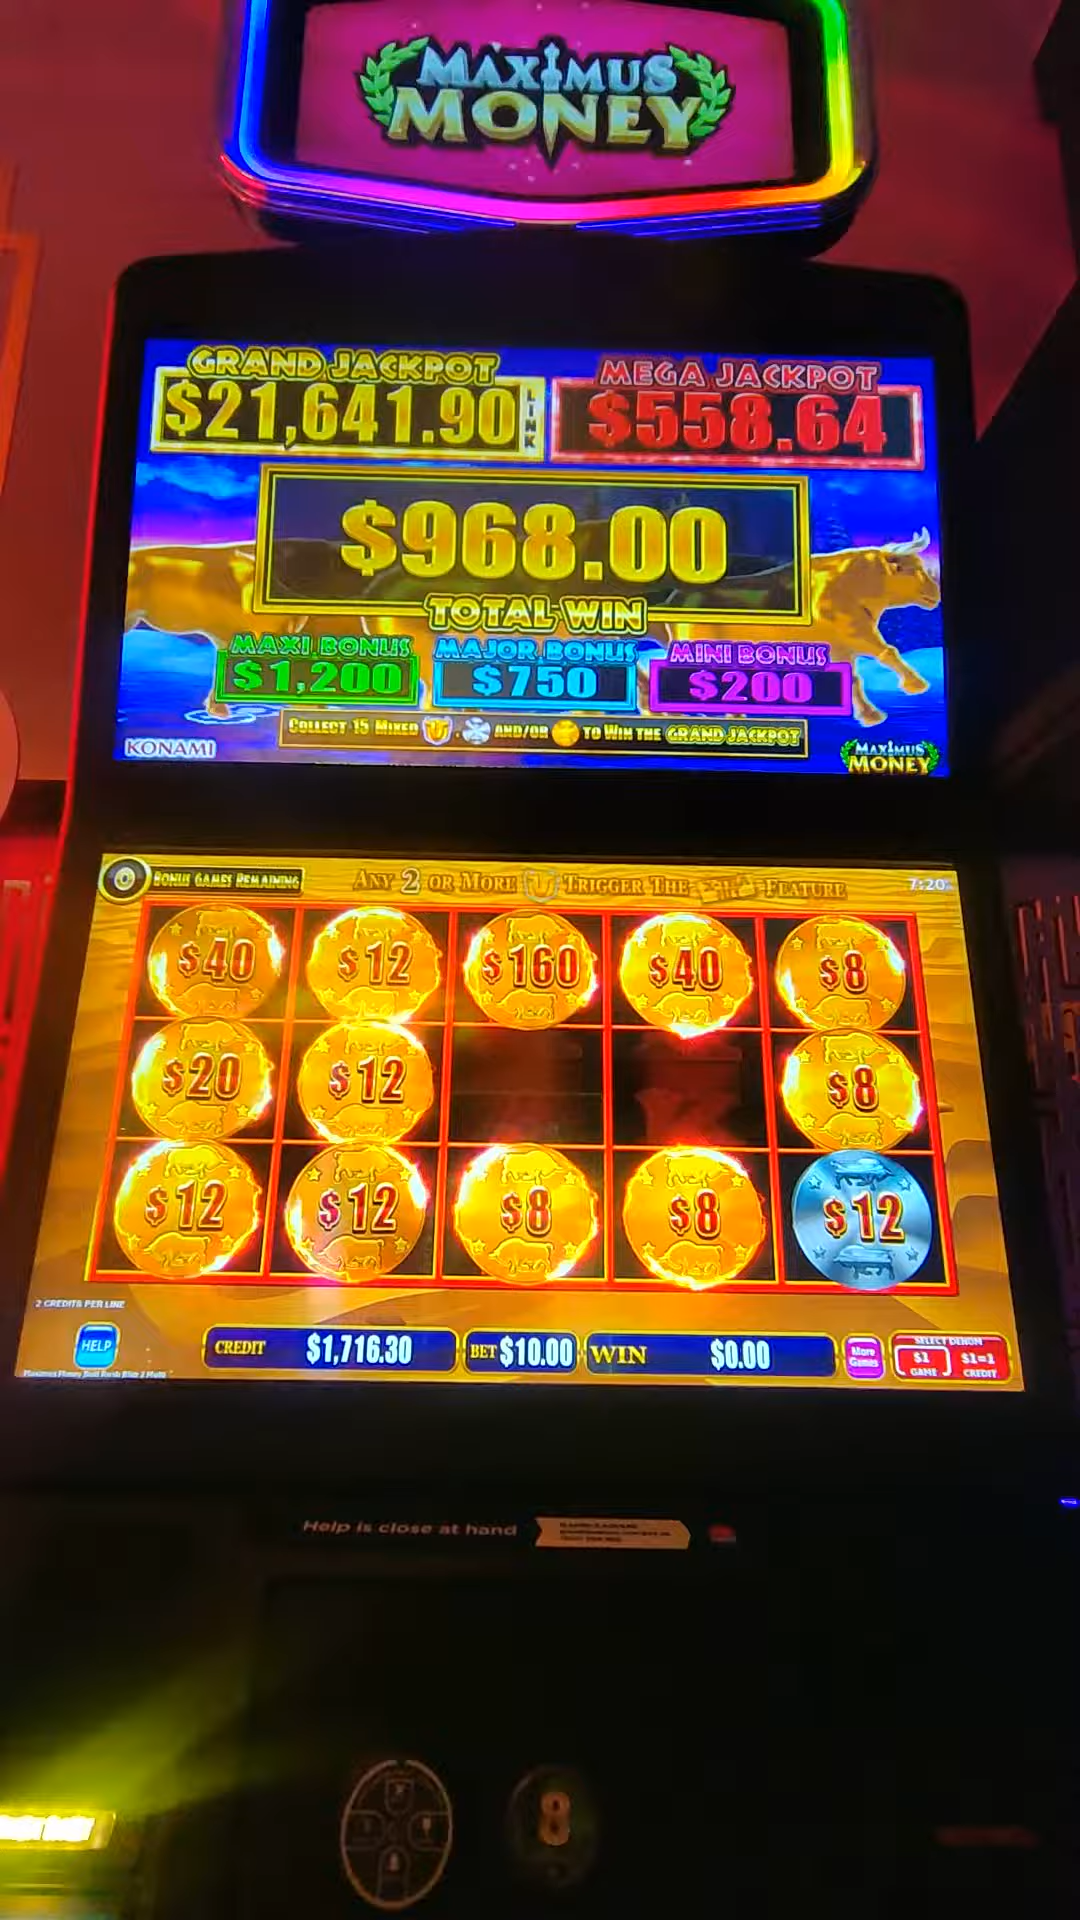 MAXIMUS
MONEY
GRAND JACKPOT
MEGA JACKPOT
$21,641.90
LINK
$558.64
$968.00
TOTAL WIN
MAXI BONUS
MAJOR BONUS
MINI BONUS
$1,200
$750
$200
COLLECT 15 MIXED , AND/OR TO WIN THE GRAND JACKPOT
KONAMI
MAXIMUS
MONEY
0
BONUS GAMES REMAINING
ANY 2 OR MORE TRIGGER THE FEATURE
7:20
$40
$12
$160
$40
$8
$20
$12
$8
$12
$12
$8
$8
$12
2 CREDITS PER LINE
HELP
CREDIT
$1,716.30
BET
$10.00
WIN
$0.00
More
Games
SELECT DENOM
$1
GAME
$1=1
CREDIT
Help is close at hand
8